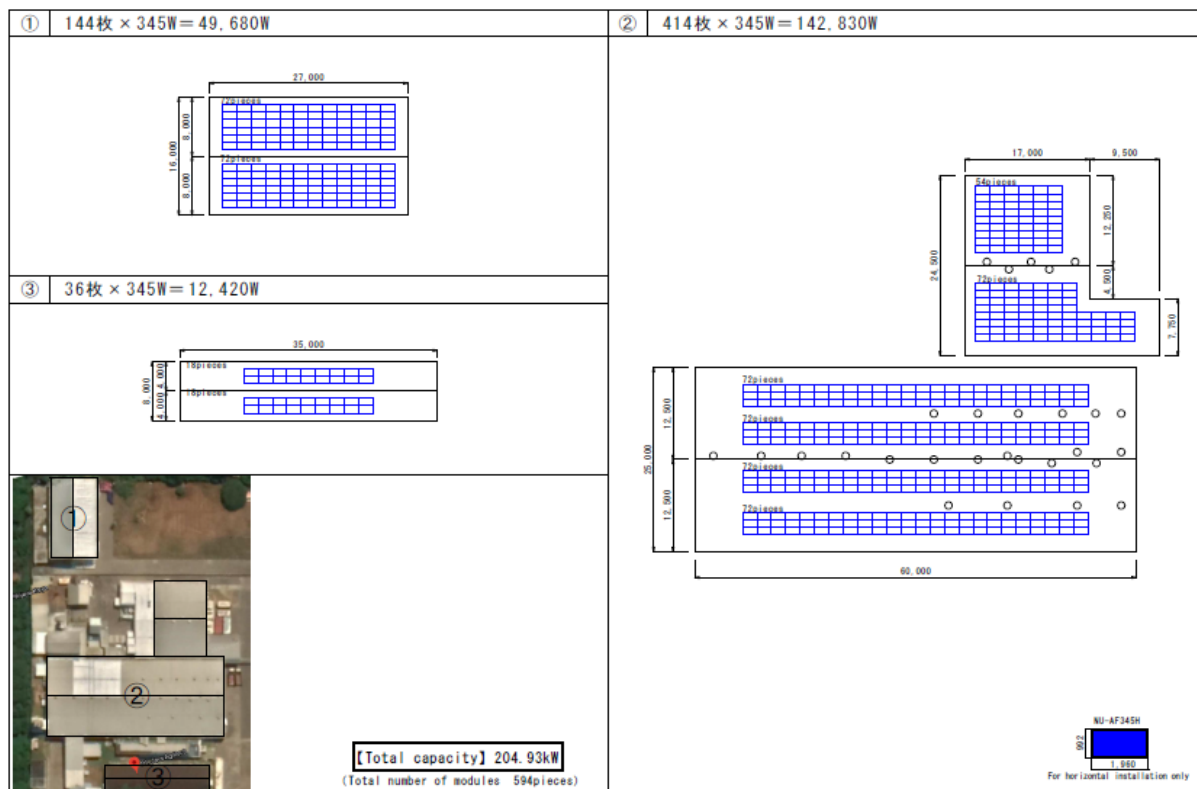 ① 144枚×345W＝49,680W
27,000
16,000
8,000
8,000
72pieces
72pieces
③ 36枚×345W＝12,420W
35,000
8,000
4,000
4,000
18pieces
18pieces
①
②
③
【Total capacity】204.93kW
(Total number of modules 594pieces)
② 414枚×345W＝142,830W
17,000
9,500
24,500
12,250
4,500
7,750
54pieces
72pieces
25,000
12,500
12,500
72pieces
72pieces
72pieces
72pieces
60,000
NU-AF345H
992
1,960
For horizontal installation only